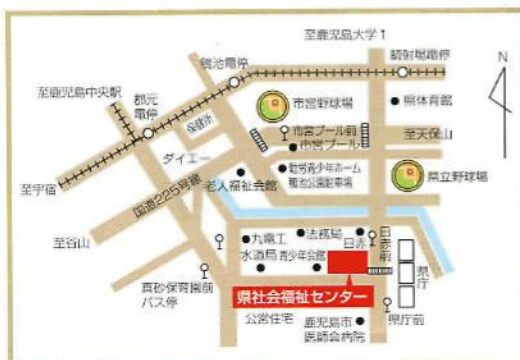 至鹿児島大学↑
鴨池電停
騎射場電停
N
至鹿児島中央駅
郡元
電停
市営野球場
県体育館
保健所
市営プール前
市営プール
至天保山
ダイエー
勤労青少年ホーム
鴨池公園駐車場
老人福祉会館
県立野球場
至宇宿
国道225号線
至谷山
九電工
法務局
日赤
日赤前
水道局
青少年会館
県庁
真砂保育園前
バス停
県社会福祉センター
公営住宅
鹿児島市
医師会病院
県庁前